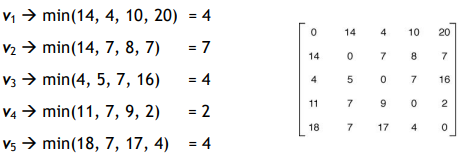 v1 → min(14, 4, 10, 20) = 4
v2 → min(14, 7, 8, 7) = 7
v3 → min(4, 5, 7, 16) = 4
v4 → min(11, 7, 9, 2) = 2
v5 → min(18, 7, 17, 4) = 4
0 14 4 10 20
14 0 7 8 7
4 5 0 7 16
11 7 9 0 2
18 7 17 4 0